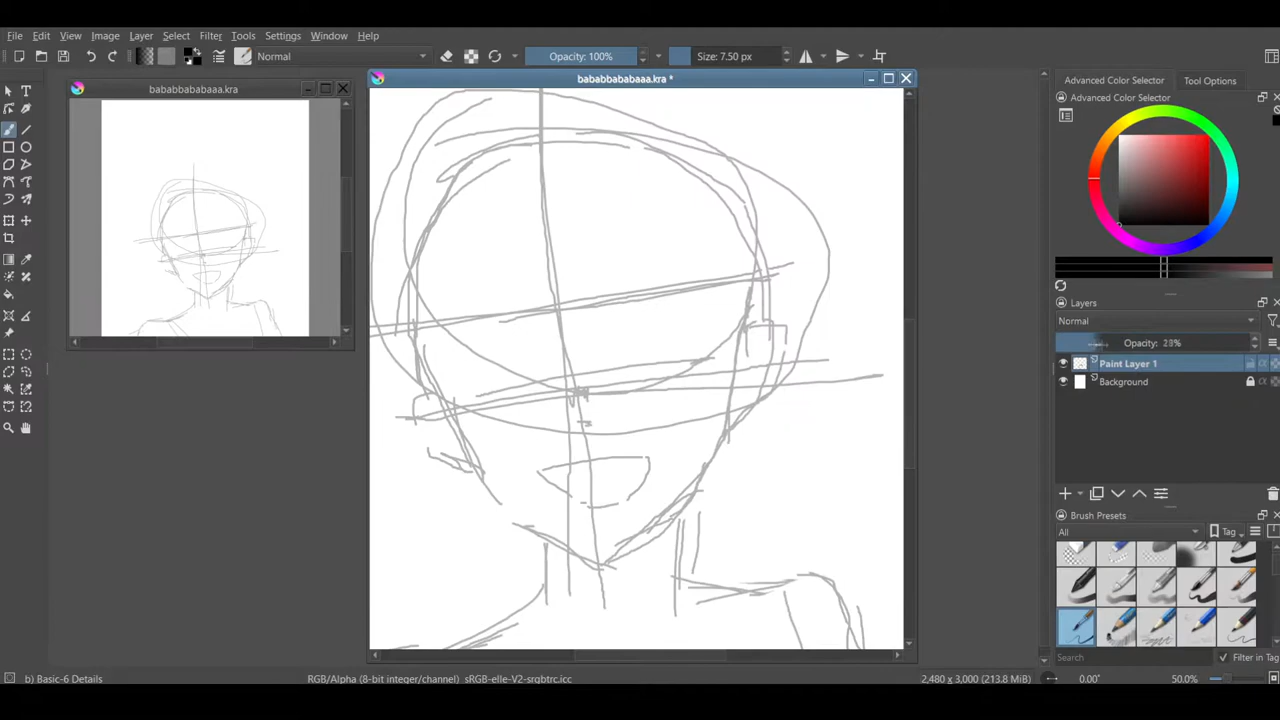 File Edit View Image Layer Select Filter Tools Settings Window Help
Normal Opacity: 100% Size: 7.50 px
bababbababaaa.kra
bababbababaaa.kra *
Advanced Color Selector Tool Options
Advanced Color Selector
Layers
Normal
Opacity: 28%
Paint Layer 1
Background
Brush Presets
All Tag
Search Filter in Tag
b) Basic-6 Details RGB/Alpha (8-bit integer/channel) sRGB-elle-V2-srgbtrc.icc 2,480 x 3,000 (213.8 MiB) 0.00° 50.0%